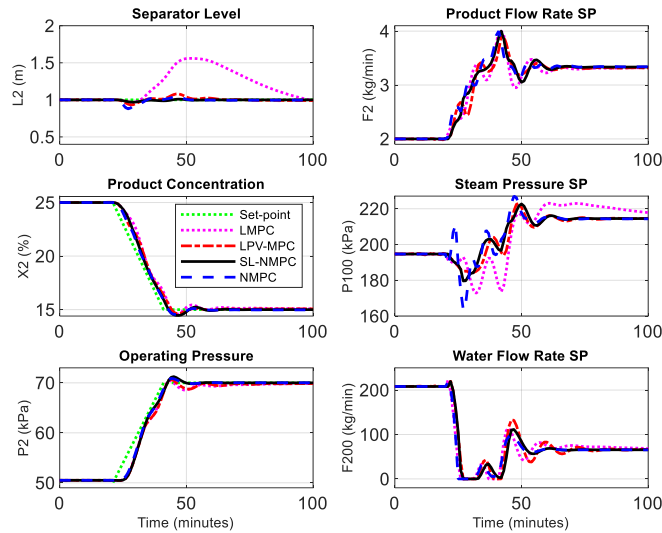 Separator Level
2
1.5
1
0.5
L2 (m)
0
50
100
Product Flow Rate SP
4
3
2
F2 (kg/min)
0
50
100
Product Concentration
25
20
15
X2 (%)
0
50
100
Set-point
LMPC
LPV-MPC
SL-NMPC
NMPC
Steam Pressure SP
220
200
180
160
P100 (kPa)
0
50
100
Operating Pressure
70
60
50
P2 (kPa)
0
50
100
Time (minutes)
Water Flow Rate SP
200
100
0
F200 (kg/min)
0
50
100
Time (minutes)